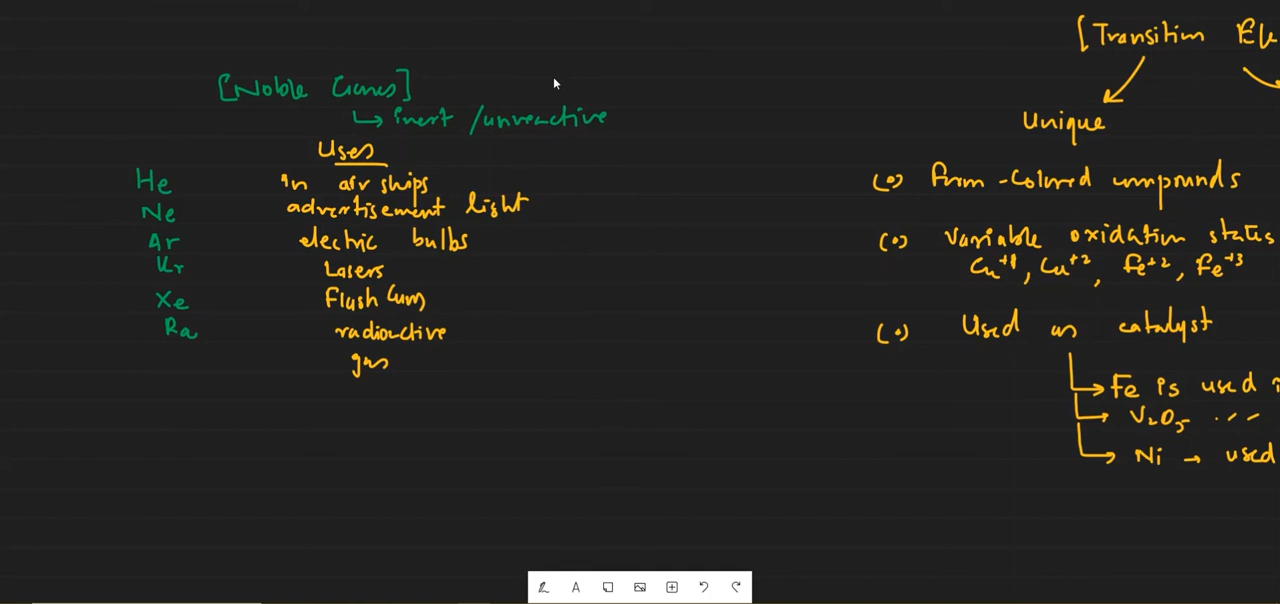 [Noble Gases]
↳ inert /unreactive
Uses
He in air ships
Ne advertisement light
Ar electric bulbs
Kr Lasers
Xe Flash
Ra radioactive
gas
[Transition Ele
Unique
(o) Form -Colored compounds
(o) Variable oxidation states
Cu⁺¹, Cu⁺², Fe⁺², Fe⁺³
(o) Used as catalyst
→ Fe is used i
→ V₂O₅ ...
→ Ni → used
A